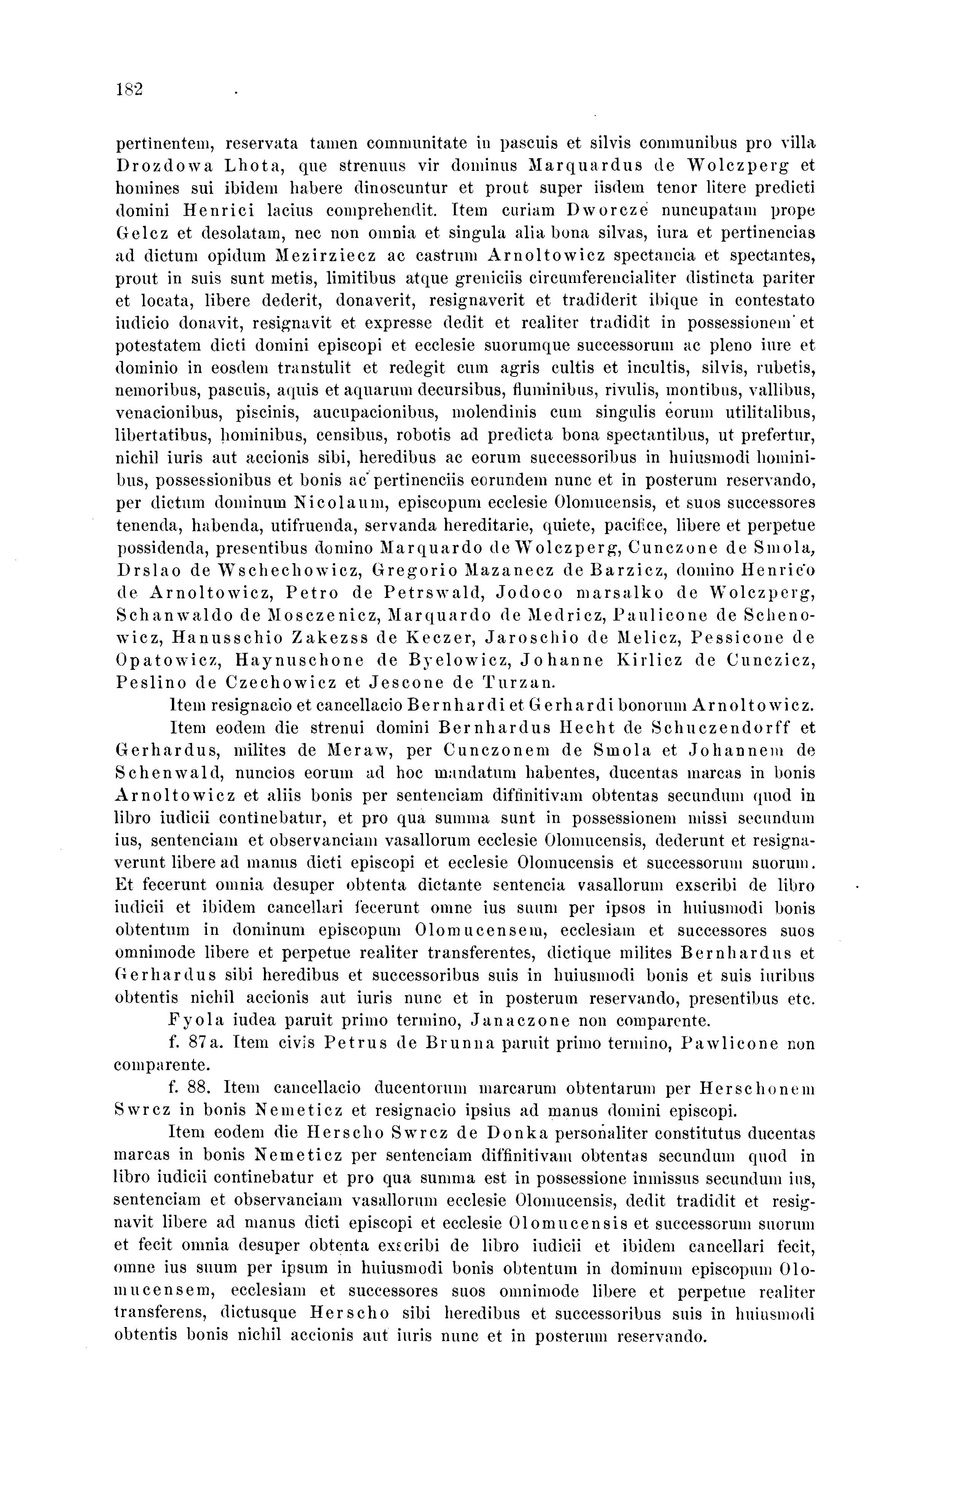 182
pertinentem, reservata tamen communitate in pascuis et silvis communibus pro villa
Drozdowa Lhota, que strenuus vir dominus Marquardus de Wolczperg et
homines sui ibidem habere dinoscuntur et prout super iisdem tenor litere predicti
domini Henrici lacius comprehendit. Item curiam Dworcze nuncupatam prope
Gelcz et desolatam, nec non omnia et singula alia bona silvas, iura et pertinencias
ad dictum opidum Mezirziecz ac castrum Arnoltowicz spectancia et spectantes,
prout in suis sunt metis, limitibus atque greniciis circumferencialiter distincta pariter
et locata, libere dederit, donaverit, resignaverit et tradiderit ibique in contestato
iudicio donavit, resignavit et expresse dedit et realiter tradidit in possessionem et
potestatem dicti domini episcopi et ecclesie suorumque successorum ac pleno iure et
dominio in eosdem transtulit et redegit cum agris cultis et incultis, silvis, rubetis,
nemoribus, pascuis, aquis et aquarum decursibus, fluminibus, rivulis, montibus, vallibus,
venacionibus, piscinis, aucupacionibus, molendinis cum singulis eorum utilitalibus,
libertatibus, hominibus, censibus, robotis ad predicta bona spectantibus, ut prefertur,
nichil iuris aut accionis sibi, heredibus ac eorum successoribus in huiusmodi homini-
bus, possessionibus et bonis ac pertinenciis eorundem nunc et in posterum reservando,
per dictum dominum Nicolaum, episcopum ecclesie Olomucensis, et suos successores
tenenda, habenda, utifruenda, servanda hereditarie, quiete, pacifice, libere et perpetue
possidenda, presentibus domino Marquardo de Wolczperg, Cunczone de Smola,
Drslao de Wschechowicz, Gregorio Mazanecz de Barzicz, domino Henrico
de Arnoltowicz, Petro de Petrswald, Jodoco marsalko de Wolczperg,
Schanwaldo de Mosczenicz, Marquardo de Medricz, Paulicone de Scheno-
wicz, Hanusschio Zakezss de Keczer, Jaroschio de Melicz, Pessicone de
Opatowicz, Haynuschone de Byelowicz, Johanne Kirlicz de Cunczicz,
Peslino de Czechowicz et Jescone de Turzan.
Item resignacio et cancellacio Bernhardi et Gerhardi bonorum Arnoltowicz.
Item eodem die strenui domini Bernhardus Hecht de Schuczendorff et
Gerhardus, milites de Meraw, per Cunczonem de Smola et Johannem de
Schenwald, nuncios eorum ad hoc mandatum habentes, ducentas marcas in bonis
Arnoltowicz et aliis bonis per sentenciam diffinitivam obtentas secundum quod in
libro iudicii continebatur, et pro qua summa sunt in possessionem missi secundum
ius, sentenciam et observanciam vasallorum ecclesie Olomucensis, dederunt et resigna-
verunt libere ad manus dicti episcopi et ecclesie Olomucensis et successorum suorum.
Et fecerunt omnia desuper obtenta dictante sentencia vasallorum exscribi de libro
iudicii et ibidem cancellari fecerunt omne ius suum per ipsos in huiusmodi bonis
obtentum in dominum episcopum Olomucensem, ecclesiam et successores suos
omnimode libere et perpetue realiter transferentes, dictique milites Bernhardus et
Gerhardus sibi heredibus et successoribus suis in huiusmodi bonis et suis iuribus
obtentis nichil accionis aut iuris nunc et in posterum reservando, presentibus etc.
Fyola iudea paruit primo termino, Janaczone non comparente.
f. 87a. Item civis Petrus de Brunna paruit primo termino, Pawlicone non
comparente.
f. 88. Item cancellacio ducentorum marcarum obtentarum per Herschonem
Swrcz in bonis Nemeticz et resignacio ipsius ad manus domini episcopi.
Item eodem die Herscho Swrcz de Donka personaliter constitutus ducentas
marcas in bonis Nemeticz per sentenciam diffinitivam obtentas secundum quod in
libro iudicii continebatur et pro qua summa est in possessione inmissus secundum ius,
sentenciam et observanciam vasallorum ecclesie Olomucensis, dedit tradidit et resig-
navit libere ad manus dicti episcopi et ecclesie Olomucensis et successorum suorum
et fecit omnia desuper obtenta exscribi de libro iudicii et ibidem cancellari fecit,
omne ius suum per ipsum in huiusmodi bonis obtentum in dominum episcopum Olo-
mucensem, ecclesiam et successores suos omnimode libere et perpetue realiter
transferens, dictusque Herscho sibi heredibus et successoribus suis in huiusmodi
obtentis bonis nichil accionis aut iuris nunc et in posterum reservando.